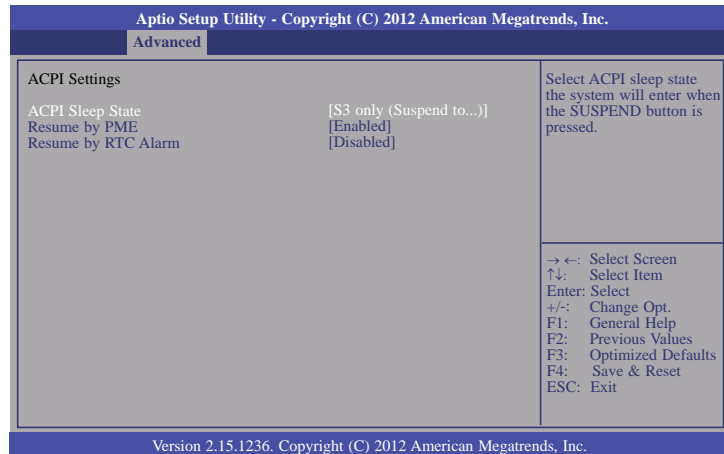 Aptio Setup Utility - Copyright (C) 2012 American Megatrends, Inc.
Advanced
ACPI Settings
ACPI Sleep State [S3 only (Suspend to...)]
Resume by PME [Enabled]
Resume by RTC Alarm [Disabled]
Select ACPI sleep state
the system will enter when
the SUSPEND button is
pressed.
→ ←: Select Screen
↑↓: Select Item
Enter: Select
+/-: Change Opt.
F1: General Help
F2: Previous Values
F3: Optimized Defaults
F4: Save & Reset
ESC: Exit
Version 2.15.1236. Copyright (C) 2012 American Megatrends, Inc.